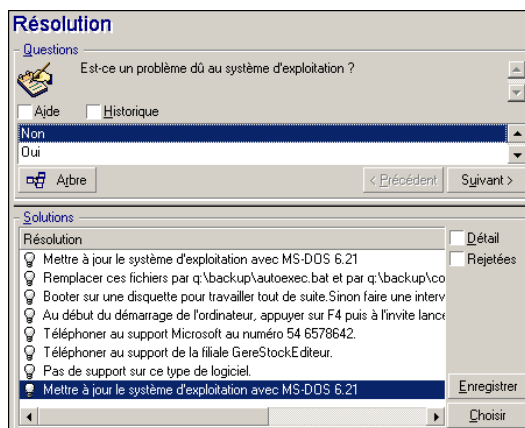 Résolution
Questions
Est-ce un problème dû au système d'exploitation ?
Aide Historique
Non
Oui
Arbre < Précédent Suivant >
Solutions
Résolution
Mettre à jour le système d'exploitation avec MS-DOS 6.21
Remplacer ces fichiers par q:\backup\autoexec.bat et par q:\backup\co
Booter sur une disquette pour travailler tout de suite.Sinon faire une interv
Au début du démarrage de l'ordinateur, appuyer sur F4 puis à l'invite lance
Téléphoner au support Microsoft au numéro 54 6578642.
Téléphoner au support de la filiale GereStockEditeur.
Pas de support sur ce type de logiciel.
Mettre à jour le système d'exploitation avec MS-DOS 6.21
Détail
Rejetées
Enregistrer
Choisir